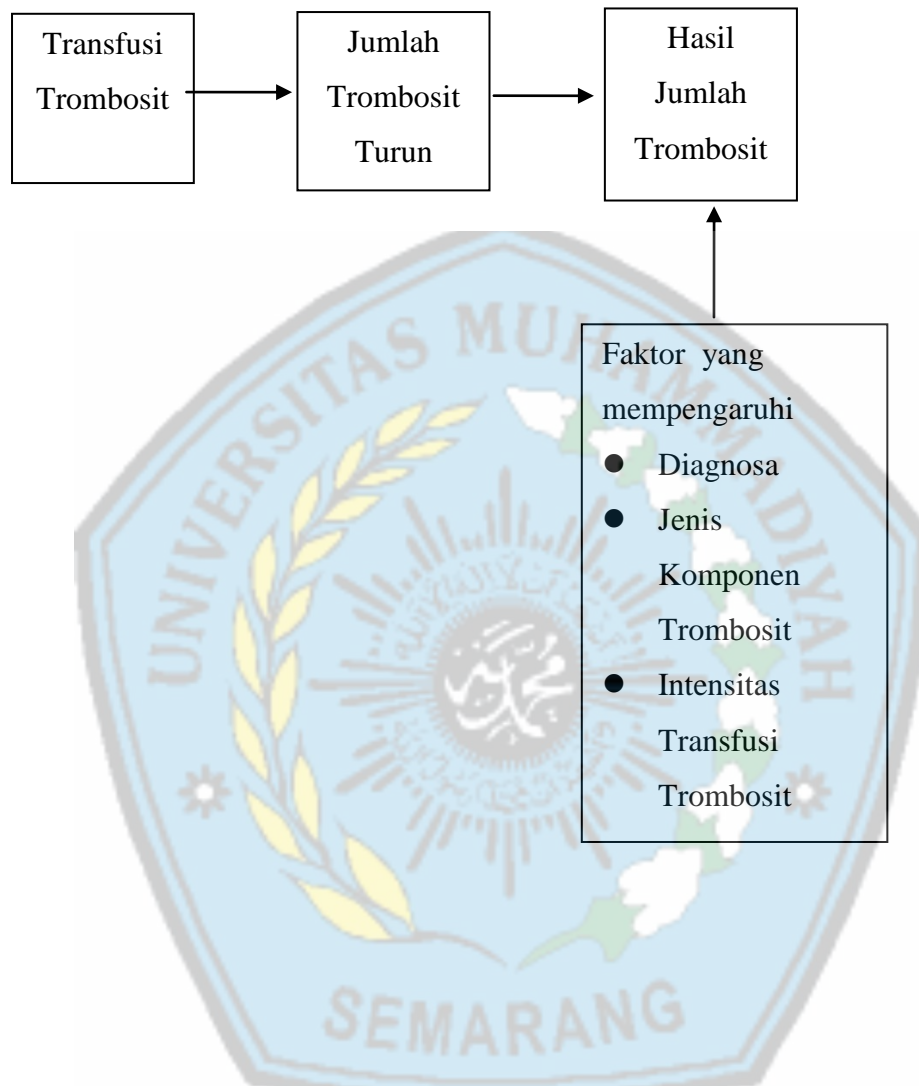 Transfusi
Trombosit
Jumlah
Trombosit
Turun
Hasil
Jumlah
Trombosit
Faktor yang
mempengaruhi
● Diagnosa
● Jenis
Komponen
Trombosit
● Intensitas
Transfusi
Trombosit
UNIVERSITAS MUHAMMADIYAH
SEMARANG